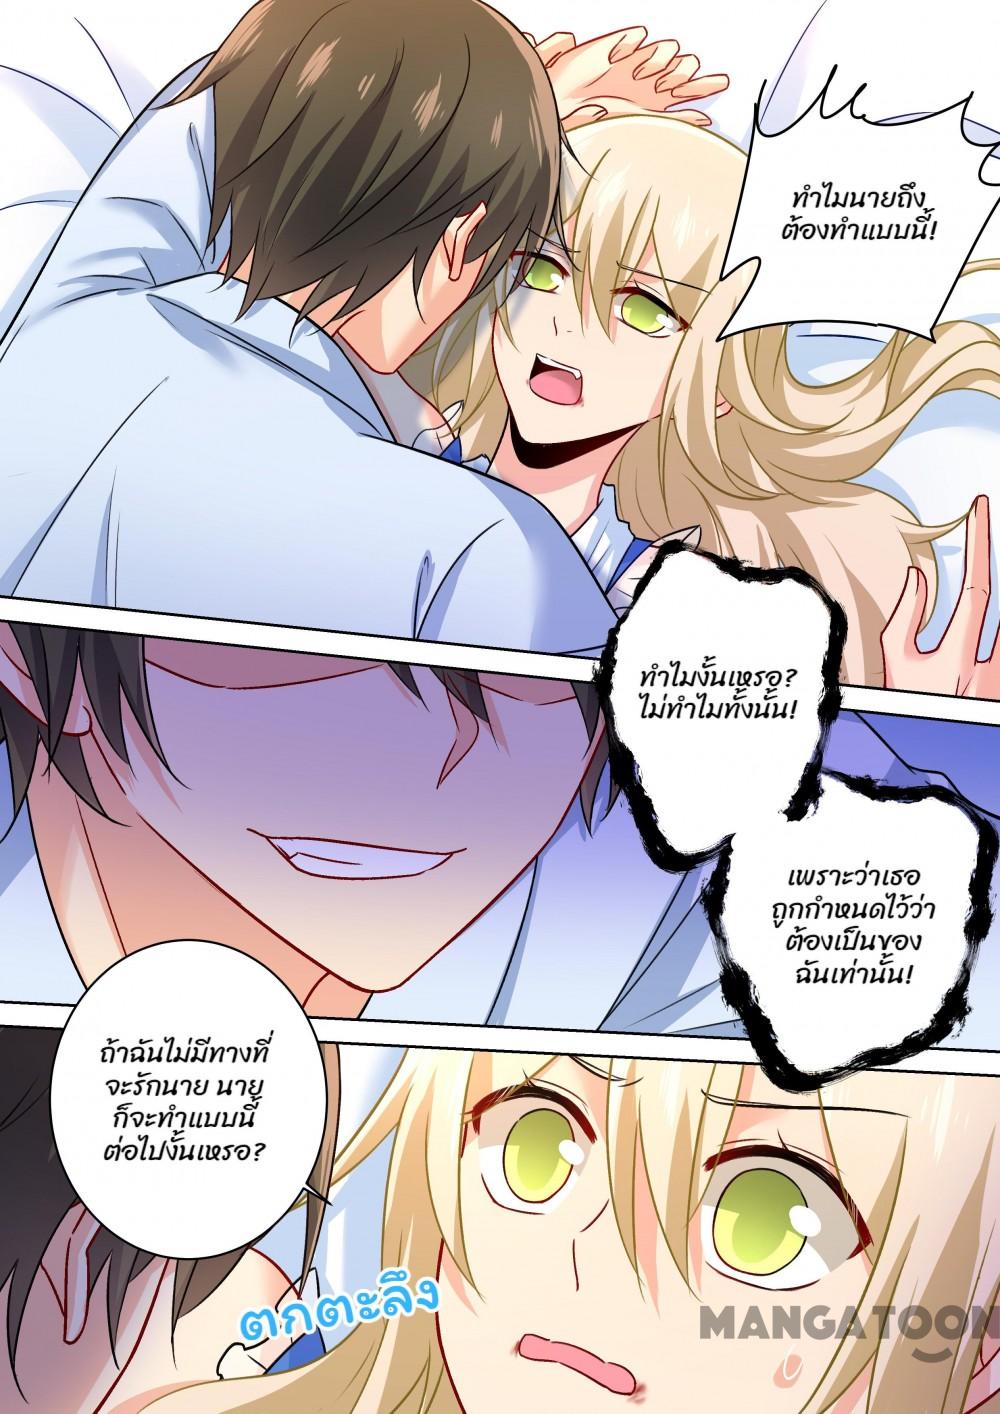 ทำไมนายถึง
ต้องทำแบบนี้!
ทำไมงั้นเหรอ?
ไม่ทำไมทั้งนั้น!
เพราะว่าเธอ
ถูกกำหนดไว้ว่า
ต้องเป็นของ
ฉันเท่านั้น!
ถ้าฉันไม่มีทางที่
จะรักนาย นาย
ก็จะทำแบบนี้
ต่อไปงั้นเหรอ?
ตกตะลึง
MANGATOON